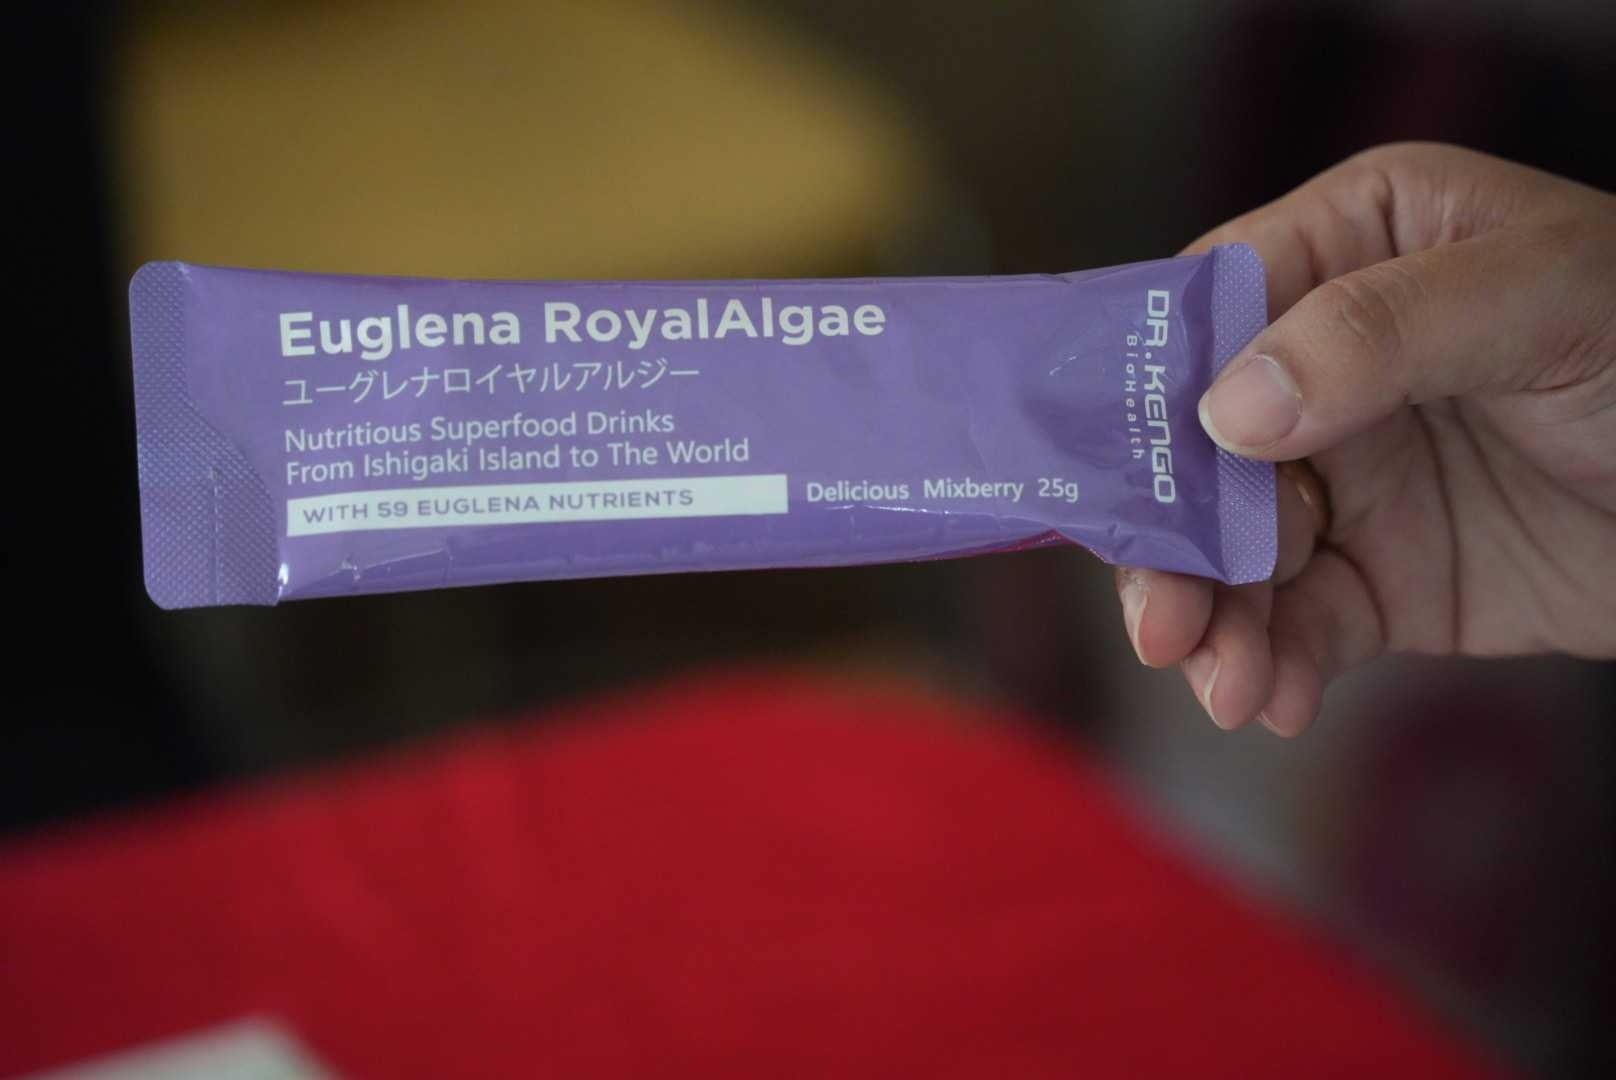 Euglena RoyalAlgae
ユーグレナロイヤルアルジー
Nutritious Superfood Drinks
From Ishigaki Island to The World
WITH 59 EUGLENA NUTRIENTS
Delicious Mixberry 25g
DR.KENGO
BioHealth